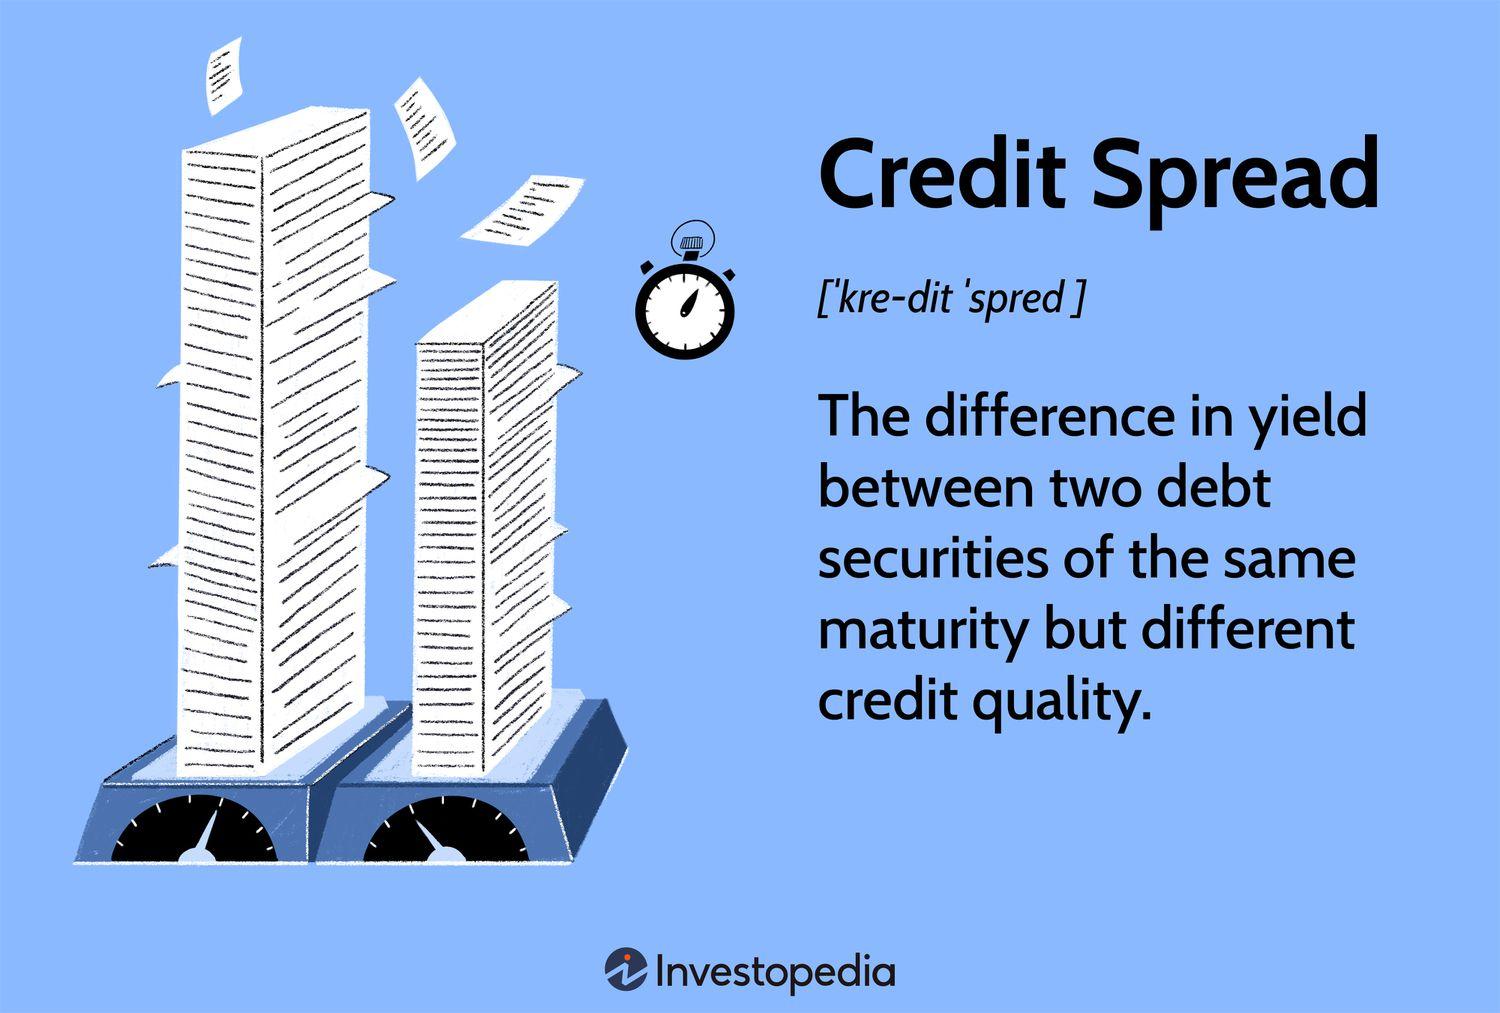 Credit Spread
[ˈkre-dit ˈspred ]
The difference in yield
between two debt
securities of the same
maturity but different
credit quality.
Investopedia